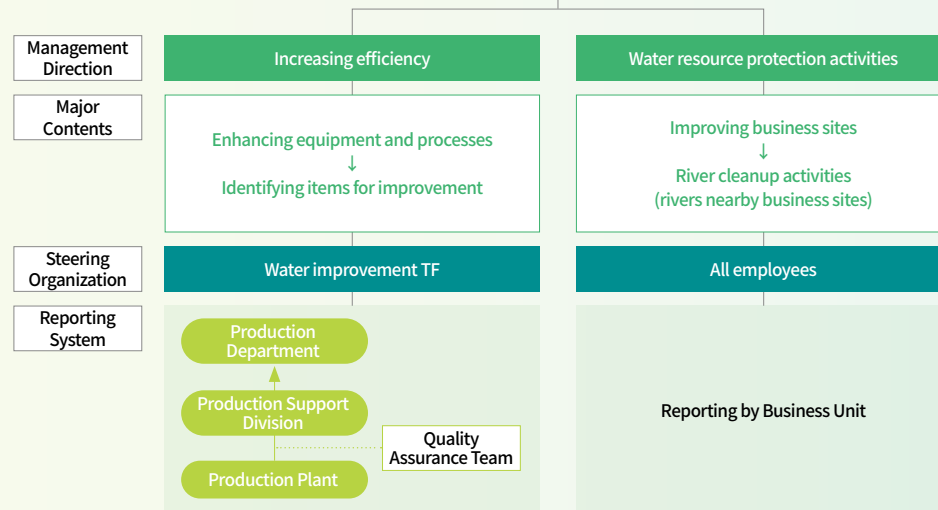 Management
Direction
Increasing efficiency
Water resource protection activities
Major
Contents
Enhancing equipment and processes
↓
Identifying items for improvement
Improving business sites
↓
River cleanup activities
(rivers nearby business sites)
Steering
Organization
Water improvement TF
All employees
Reporting
System
Production
Department
Production Support
Division
Quality
Assurance Team
Production Plant
Reporting by Business Unit